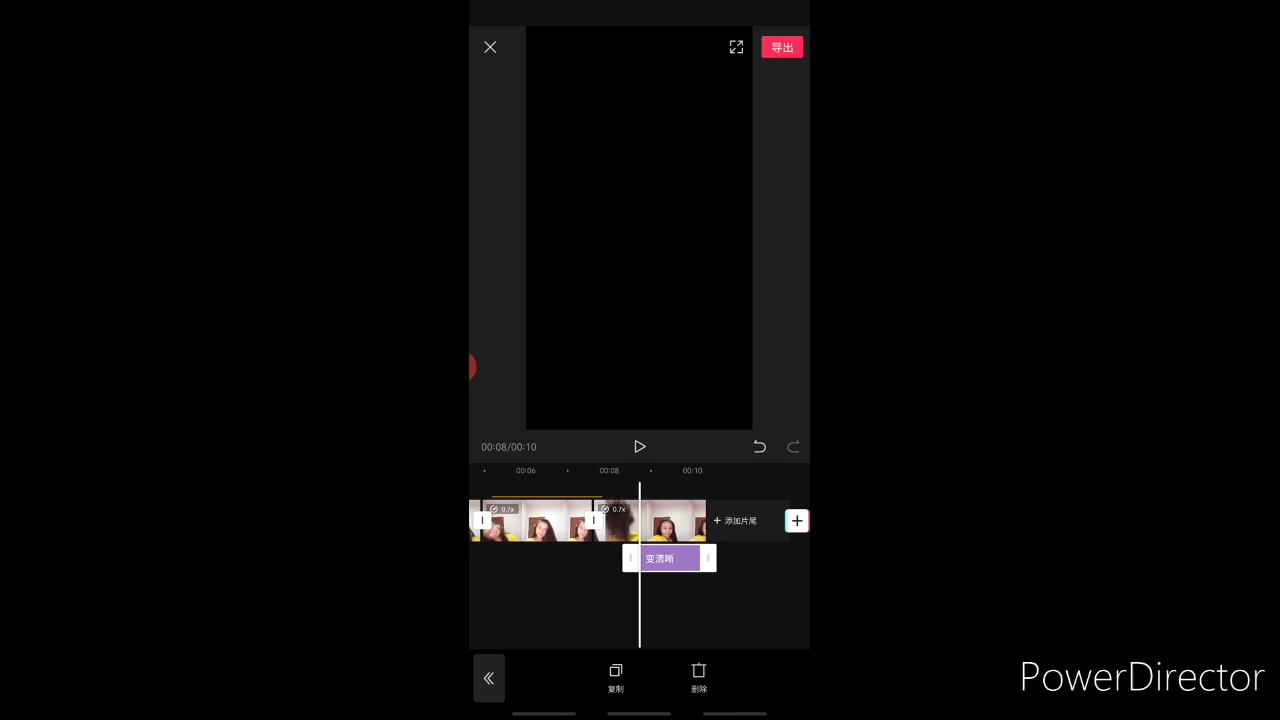 导出
00:08/00:10
00:06 00:08 00:10
0.7x 0.7x
+ 添加片尾
变清晰
复制 删除
PowerDirector